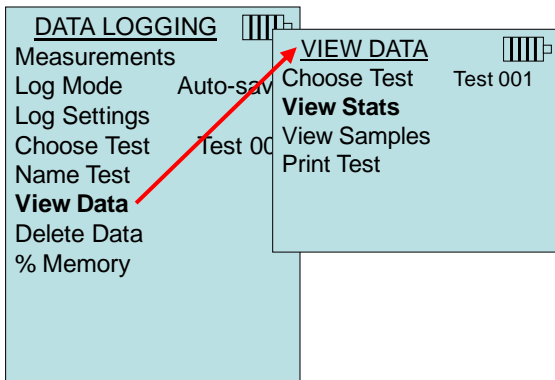 DATA LOGGING
Measurements
Log Mode
Log Settings
Choose Test Test
Name Test
View Data
Delete Data
% Memory
VIEW DATA
Choose Test Test 001
View Stats
View Samples
Print Test